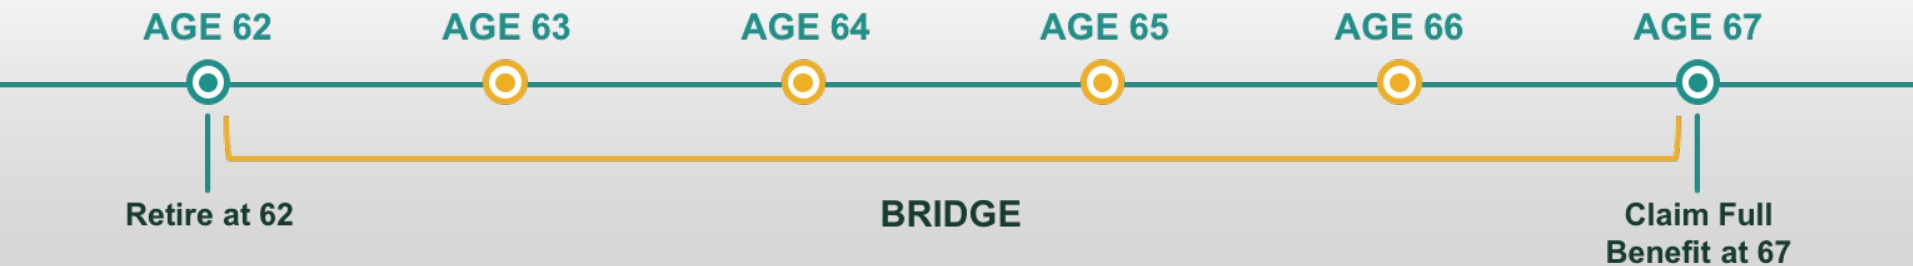 AGE 62
AGE 63
AGE 64
AGE 65
AGE 66
AGE 67
Retire at 62
BRIDGE
Claim Full
Benefit at 67